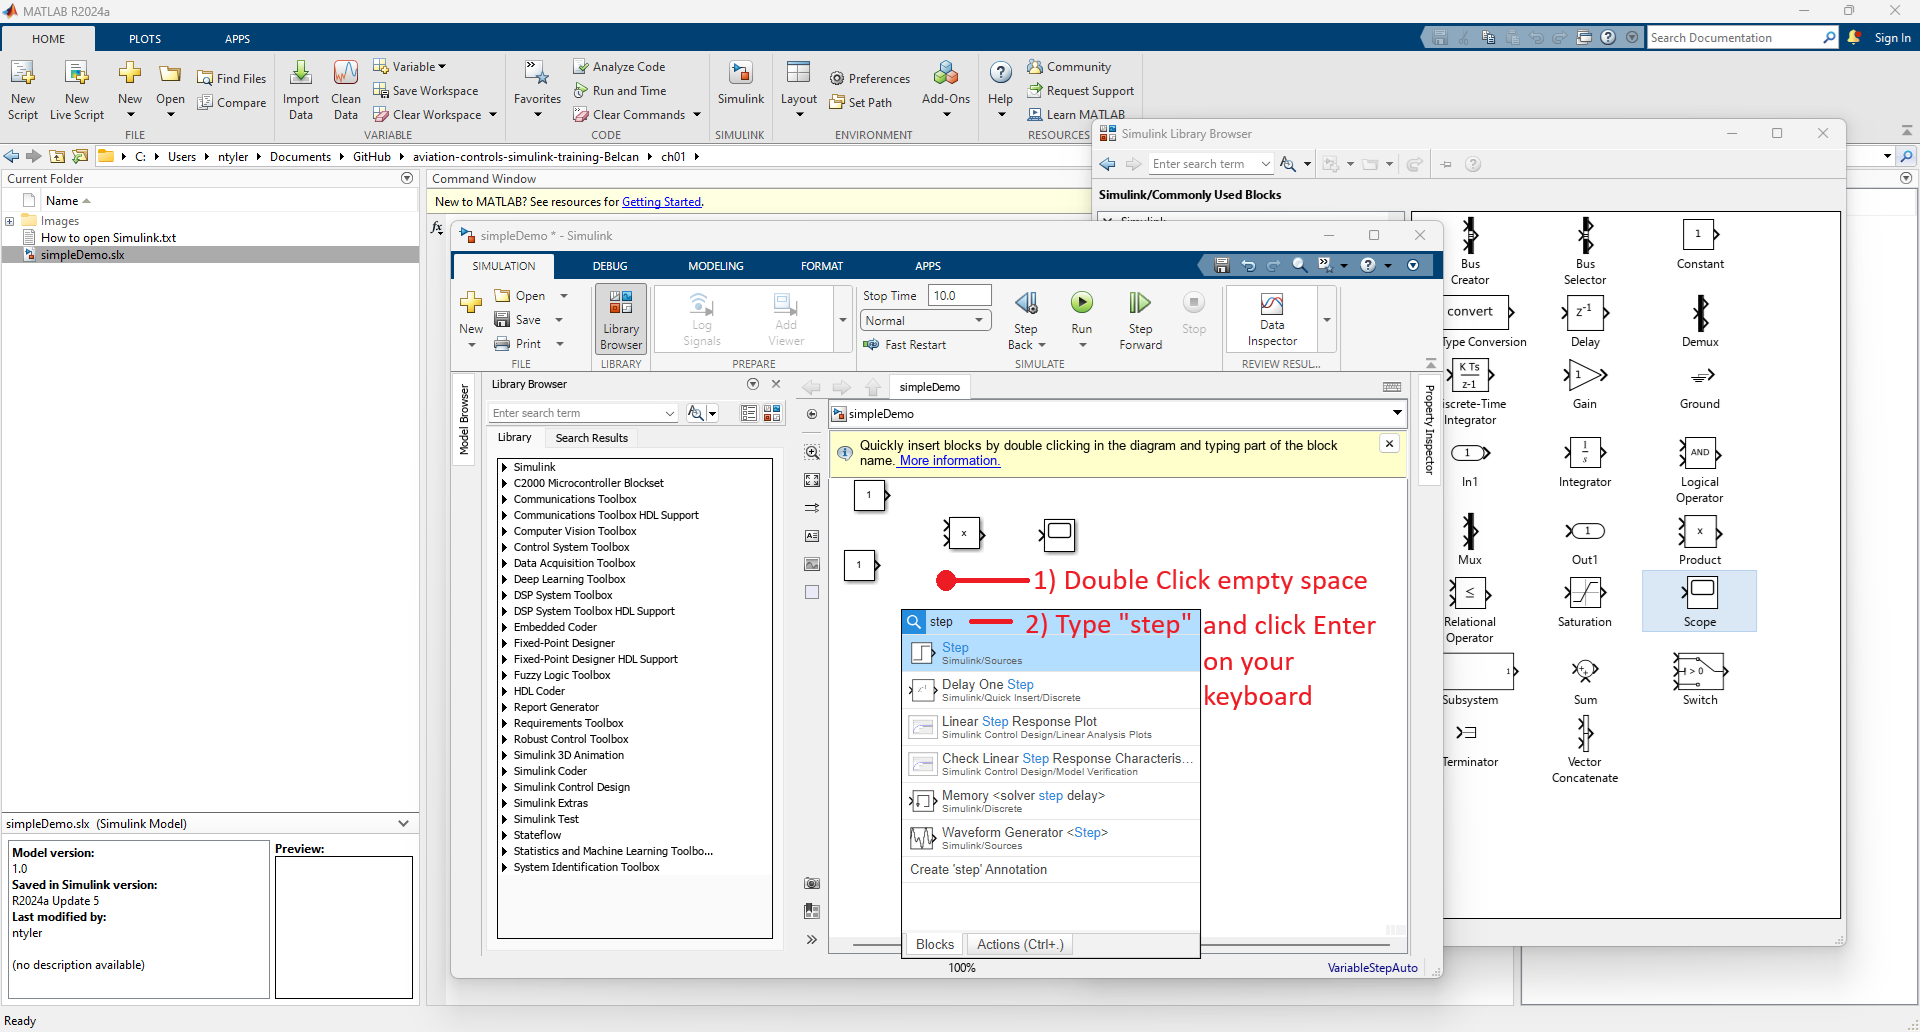 MATLAB R2024a
HOME
PLOTS
APPS
Search Documentation
Sign In
New Script
New Live Script
New
Open
Find Files
Compare
FILE
Import Data
Clean Data
Variable
Save Workspace
Clear Workspace
VARIABLE
Favorites
Analyze Code
Run and Time
Clear Commands
CODE
Simulink
SIMULINK
Layout
Preferences
Set Path
Add-Ons
ENVIRONMENT
Help
Community
Request Support
Learn MATLAB
RESOURCES
C: Users ntyler Documents GitHub aviation-controls-simulink-training-Belcan ch01
Current Folder
Name
Images
How to open Simulink.txt
simpleDemo.slx
simpleDemo.slx (Simulink Model)
Model version:
1.0
Saved in Simulink version:
R2024a Update 5
Last modified by:
ntyler
(no description available)
Preview:
Ready
Command Window
New to MATLAB? See resources for Getting Started.
fx
simpleDemo * - Simulink
SIMULATION
DEBUG
MODELING
FORMAT
APPS
New
Open
Save
Print
FILE
Library Browser
LIBRARY
Log Signals
Add Viewer
PREPARE
Stop Time 10.0
Normal
Fast Restart
Step Back
Run
Step Forward
Stop
SIMULATE
Data Inspector
REVIEW RESUL...
Model Browser
Library Browser
Enter search term
Library
Search Results
Simulink
C2000 Microcontroller Blockset
Communications Toolbox
Communications Toolbox HDL Support
Computer Vision Toolbox
Control System Toolbox
Data Acquisition Toolbox
Deep Learning Toolbox
DSP System Toolbox
DSP System Toolbox HDL Support
Embedded Coder
Fixed-Point Designer
Fixed-Point Designer HDL Support
Fuzzy Logic Toolbox
HDL Coder
Report Generator
Requirements Toolbox
Robust Control Toolbox
Simulink 3D Animation
Simulink Coder
Simulink Control Design
Simulink Extras
Simulink Test
Stateflow
Statistics and Machine Learning Toolbo...
System Identification Toolbox
simpleDemo
simpleDemo
Property Inspector
Quickly insert blocks by double clicking in the diagram and typing part of the block
name. More information.
1
x
1
1) Double Click empty space
step
2) Type "step" and click Enter
on your
keyboard
Step
Simulink/Sources
Delay One Step
Simulink/Quick Insert/Discrete
Linear Step Response Plot
Simulink Control Design/Linear Analysis Plots
Check Linear Step Response Characteris...
Simulink Control Design/Model Verification
Memory <solver step delay>
Simulink/Discrete
Waveform Generator <Step>
Simulink/Sources
Create 'step' Annotation
Blocks
Actions (Ctrl+.)
100%
VariableStepAuto
Simulink Library Browser
Enter search term
Simulink/Commonly Used Blocks
Bus Creator
Bus Selector
1
Constant
convert
Type Conversion
z-1
Delay
Demux
K Ts
z-1
iscrete-Time
Integrator
1
Gain
Ground
1
In1
1
s
Integrator
AND
Logical Operator
Mux
1
Out1
x
Product
≤
Relational Operator
Saturation
Scope
1
Subsystem
Sum
> 0
Switch
Terminator
Vector Concatenate